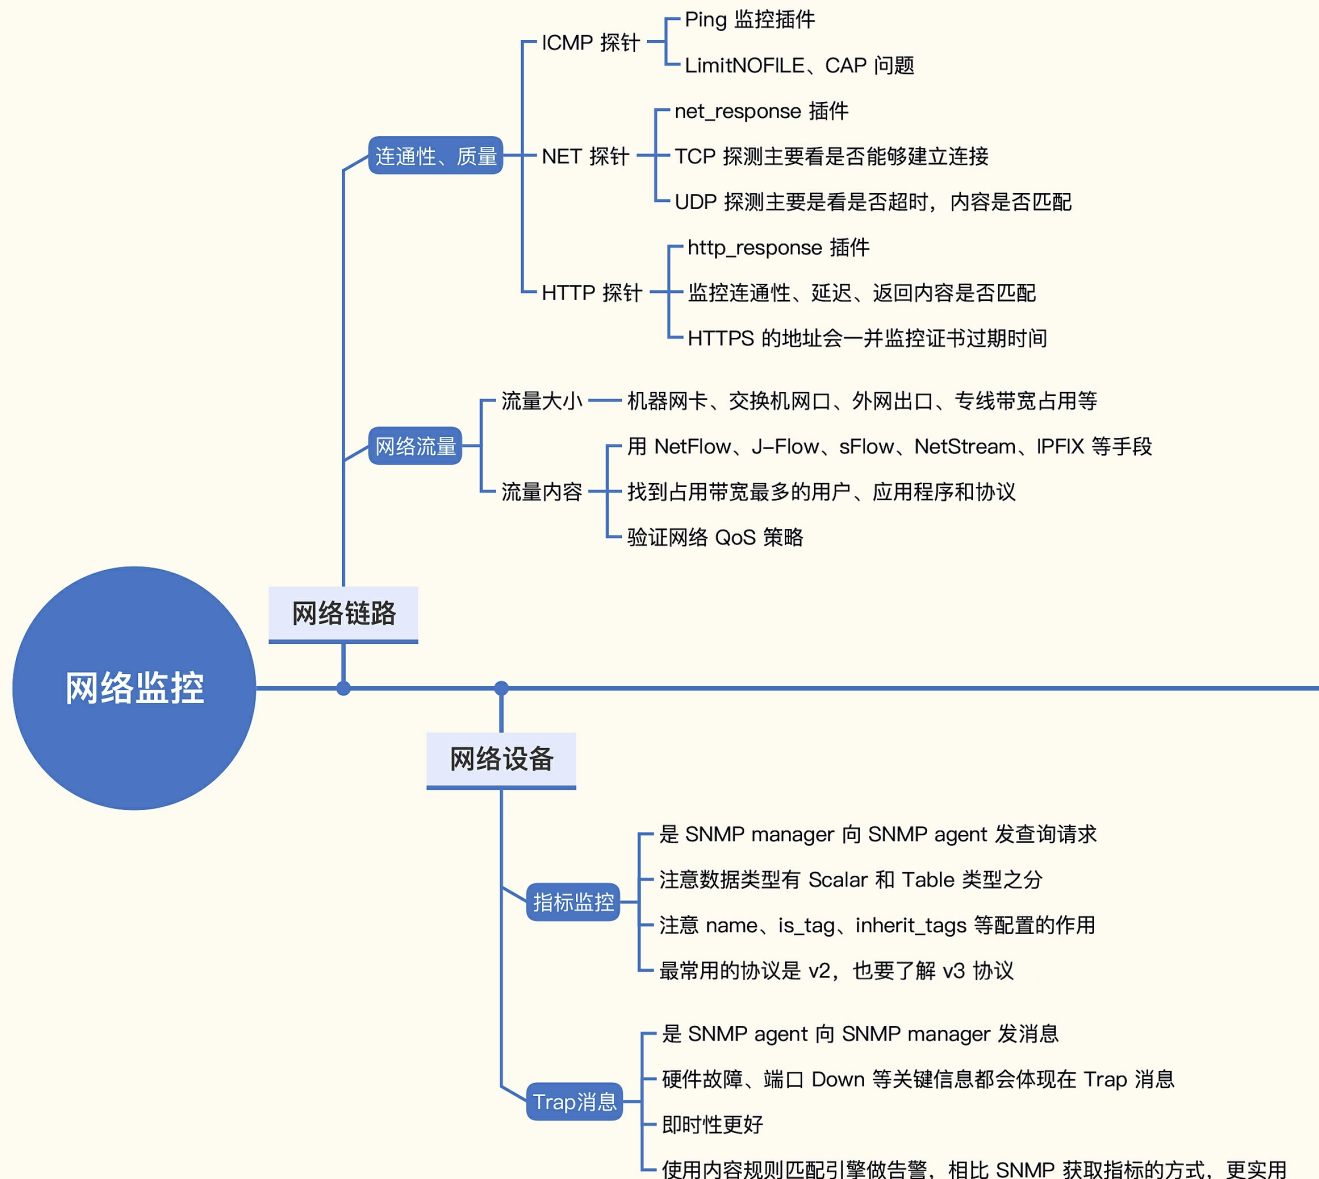 网络监控
网络链路
连通性、质量
ICMP 探针
Ping 监控插件
LimitNOFILE、CAP 问题
NET 探针
net_response 插件
TCP 探测主要看是否能够建立连接
UDP 探测主要是看是否超时，内容是否匹配
HTTP 探针
http_response 插件
监控连通性、延迟、返回内容是否匹配
HTTPS 的地址会一并监控证书过期时间
网络流量
流量大小
机器网卡、交换机网口、外网出口、专线带宽占用等
流量内容
用 NetFlow、J-Flow、sFlow、NetStream、IPFIX 等手段
找到占用带宽最多的用户、应用程序和协议
验证网络 QoS 策略
网络设备
指标监控
是 SNMP manager 向 SNMP agent 发查询请求
注意数据类型有 Scalar 和 Table 类型之分
注意 name、is_tag、inherit_tags 等配置的作用
最常用的协议是 v2，也要了解 v3 协议
Trap消息
是 SNMP agent 向 SNMP manager 发消息
硬件故障、端口 Down 等关键信息都会体现在 Trap 消息
即时性更好
使用内容规则匹配引擎做告警，相比 SNMP 获取指标的方式，更实用